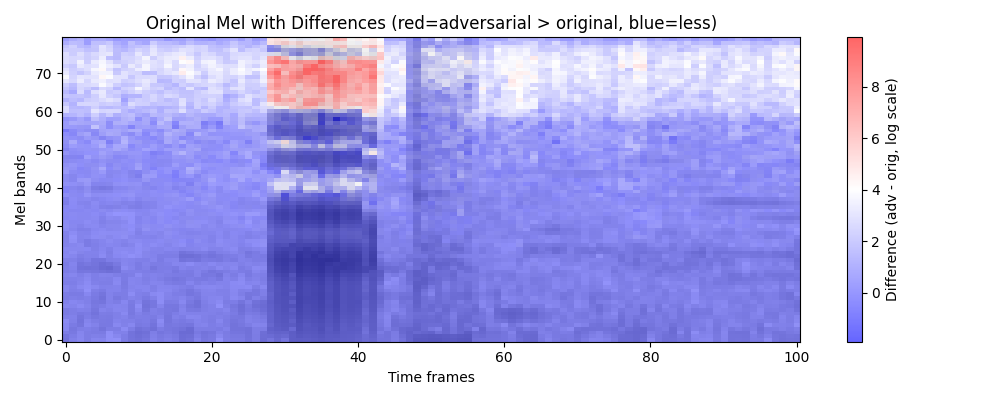 Original Mel with Differences (red=adversarial > original, blue=less)
Mel bands
70
60
50
40
30
20
10
0
0 20 40 60 80 100
Time frames
8
6
4
2
0
Difference (adv - orig, log scale)